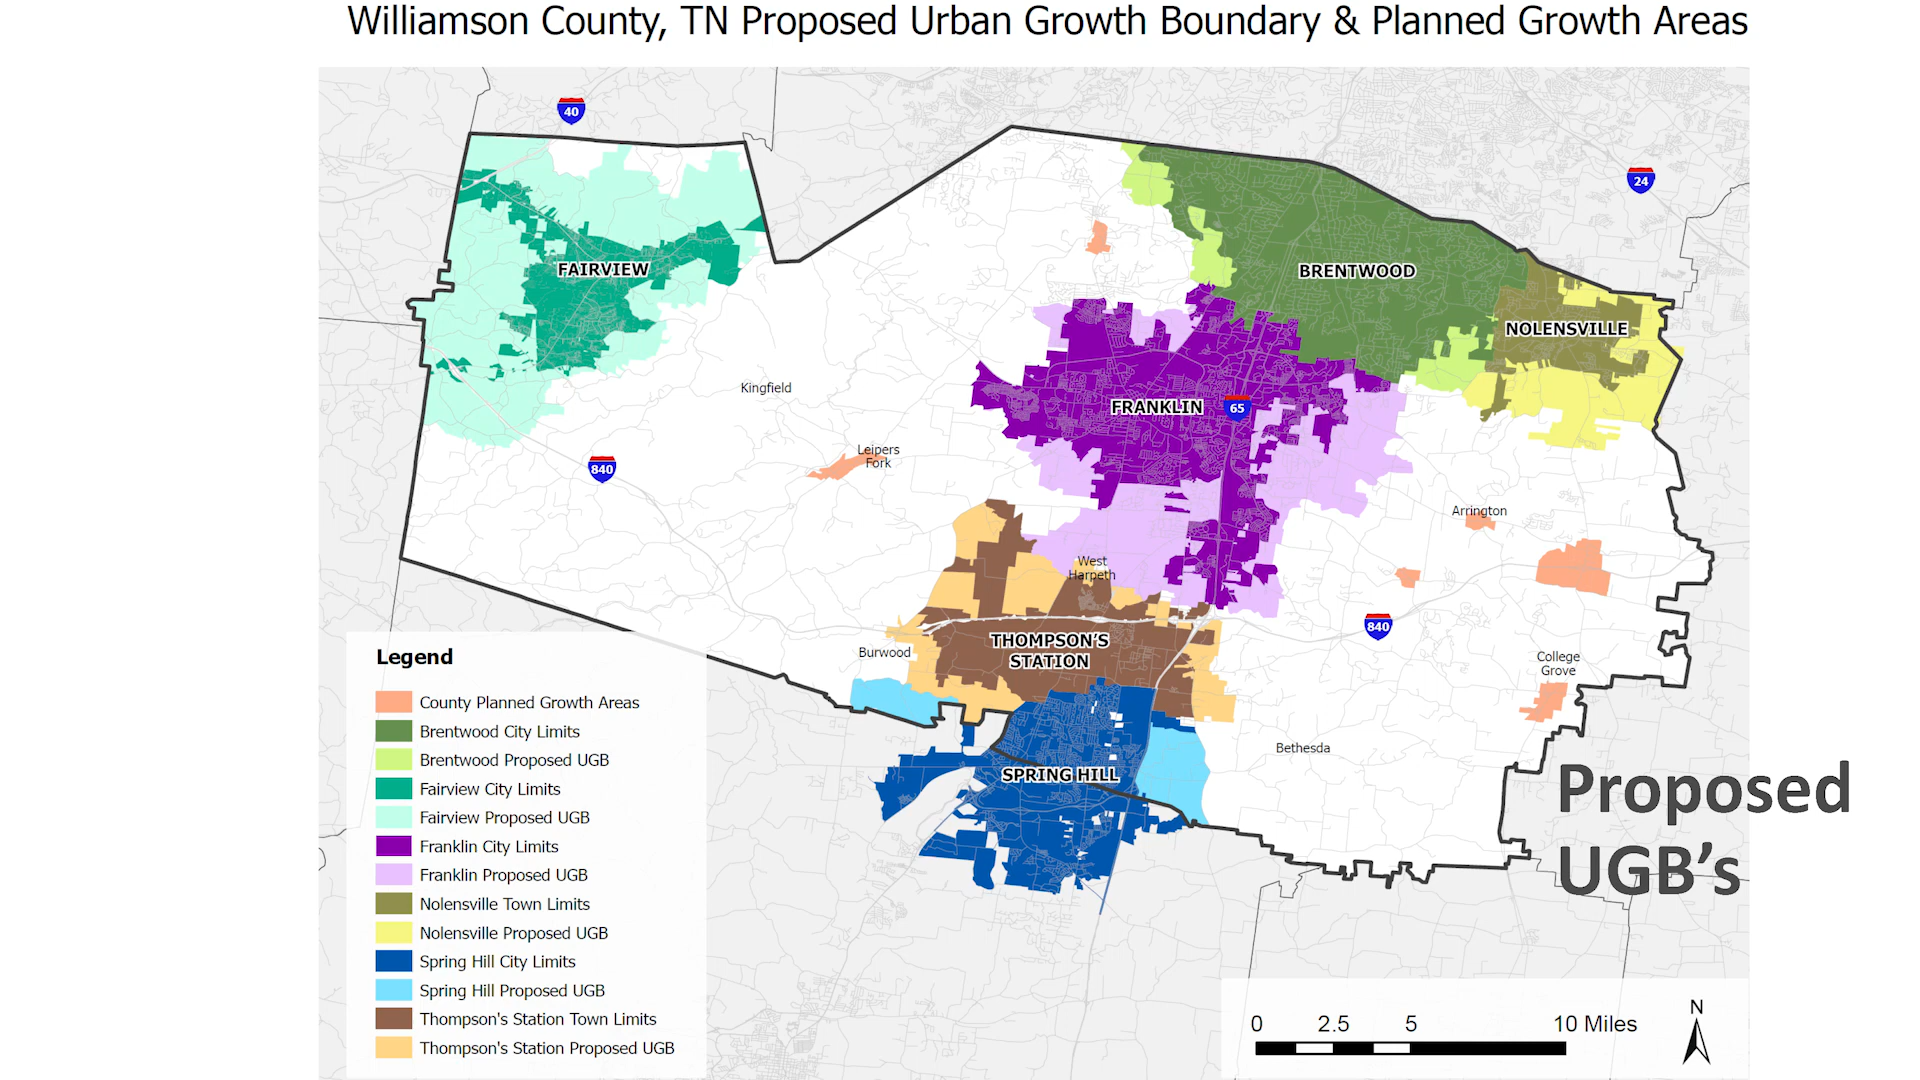 Williamson County, TN Proposed Urban Growth Boundary & Planned Growth Areas
40
24
FAIRVIEW
BRENTWOOD
NOLENSVILLE
Kingfield
FRANKLIN
65
Leipers
Fork
840
Arrington
West
Harpeth
840
THOMPSON'S
STATION
Burwood
College
Grove
Bethesda
SPRING HILL
Proposed
UGB’s
Legend
County Planned Growth Areas
Brentwood City Limits
Brentwood Proposed UGB
Fairview City Limits
Fairview Proposed UGB
Franklin City Limits
Franklin Proposed UGB
Nolensville Town Limits
Nolensville Proposed UGB
Spring Hill City Limits
Spring Hill Proposed UGB
Thompson's Station Town Limits
Thompson's Station Proposed UGB
N
0 2.5 5 10 Miles